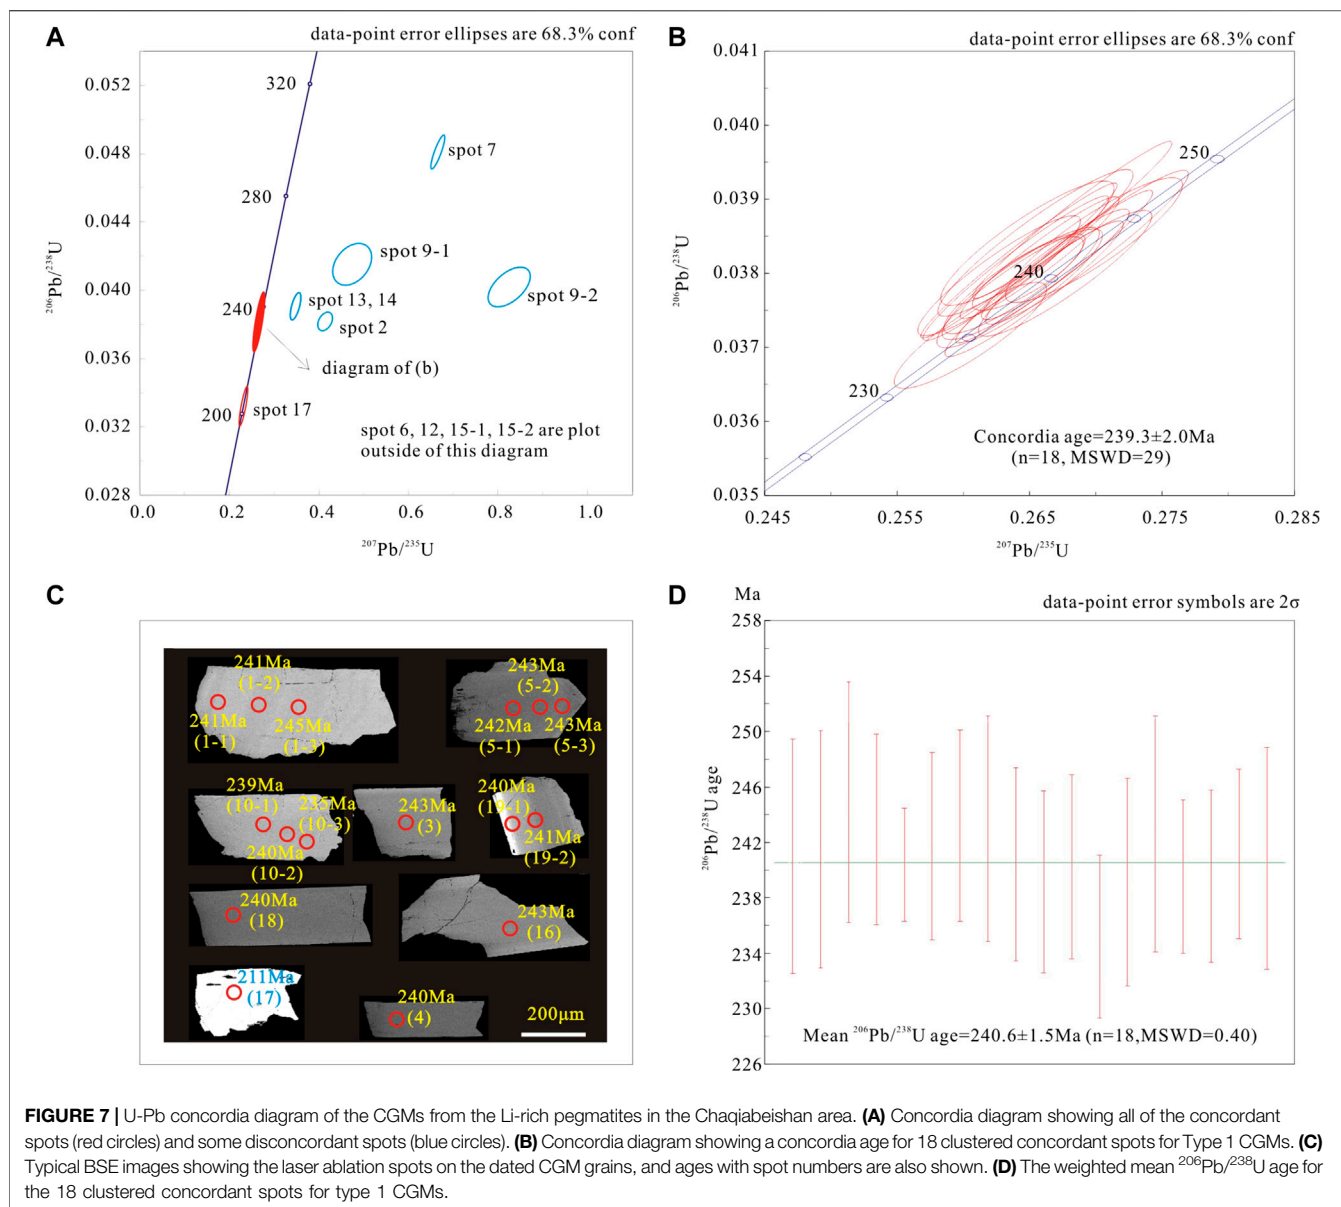 A
data-point error ellipses are 68.3% conf
0.052
0.048
0.044
0.040
0.036
0.032
0.028
²⁰⁶Pb/²³⁸U
320
280
240
200
spot 7
spot 9-1
spot 9-2
spot 13, 14
spot 2
diagram of (b)
spot 17
spot 6, 12, 15-1, 15-2 are plot
outside of this diagram
0.0 0.2 0.4 0.6 0.8 1.0
²⁰⁷Pb/²³⁵U
B
data-point error ellipses are 68.3% conf
0.041
0.040
0.039
0.038
0.037
0.036
0.035
²⁰⁶Pb/²³⁸U
250
240
230
Concordia age=239.3±2.0Ma
(n=18, MSWD=29)
0.245 0.255 0.265 0.275 0.285
²⁰⁷Pb/²³⁵U
C
241Ma
(1-2)
241Ma
(1-1)
245Ma
(1-3)
243Ma
(5-2)
242Ma
(5-1)
243Ma
(5-3)
239Ma
(10-1)
235Ma
(10-3)
240Ma
(10-2)
243Ma
(3)
240Ma
(19-1)
241Ma
(19-2)
240Ma
(18)
243Ma
(16)
211Ma
(17)
240Ma
(4)
200μm
D
Ma
data-point error symbols are 2σ
258
254
250
246
242
238
234
230
226
²⁰⁶Pb/²³⁸U age
Mean ²⁰⁶Pb/²³⁸U age=240.6±1.5Ma (n=18,MSWD=0.40)
FIGURE 7 | U-Pb concordia diagram of the CGMs from the Li-rich pegmatites in the Chaqiabeishan area. (A) Concordia diagram showing all of the concordant
spots (red circles) and some disconcordant spots (blue circles). (B) Concordia diagram showing a concordia age for 18 clustered concordant spots for Type 1 CGMs. (C)
Typical BSE images showing the laser ablation spots on the dated CGM grains, and ages with spot numbers are also shown. (D) The weighted mean ²⁰⁶Pb/²³⁸U age for
the 18 clustered concordant spots for type 1 CGMs.